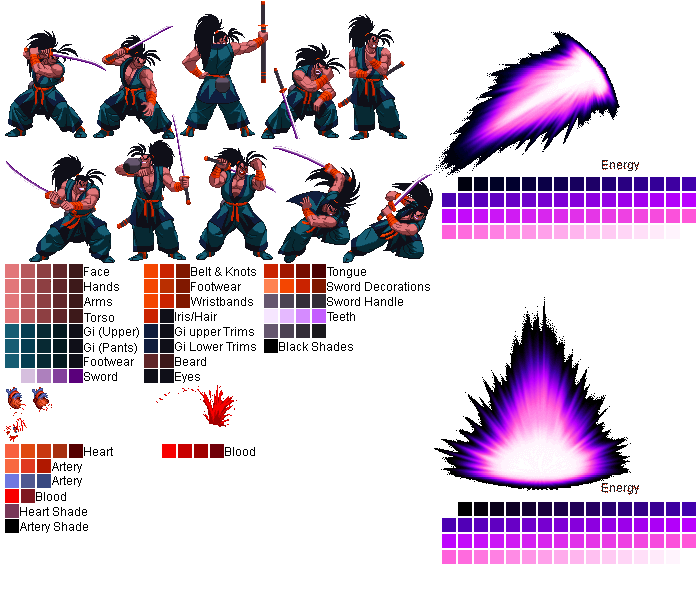 Energy
Face
Hands
Arms
Torso
Gi (Upper)
Gi (Pants)
Footwear
Sword
Belt & Knots
Footwear
Wristbands
Iris/Hair
Gi upper Trims
Gi Lower Trims
Beard
Eyes
Tongue
Sword Decorations
Sword Handle
Teeth
Black Shades
Heart
Artery
Artery
Blood
Heart Shade
Artery Shade
Blood
Energy